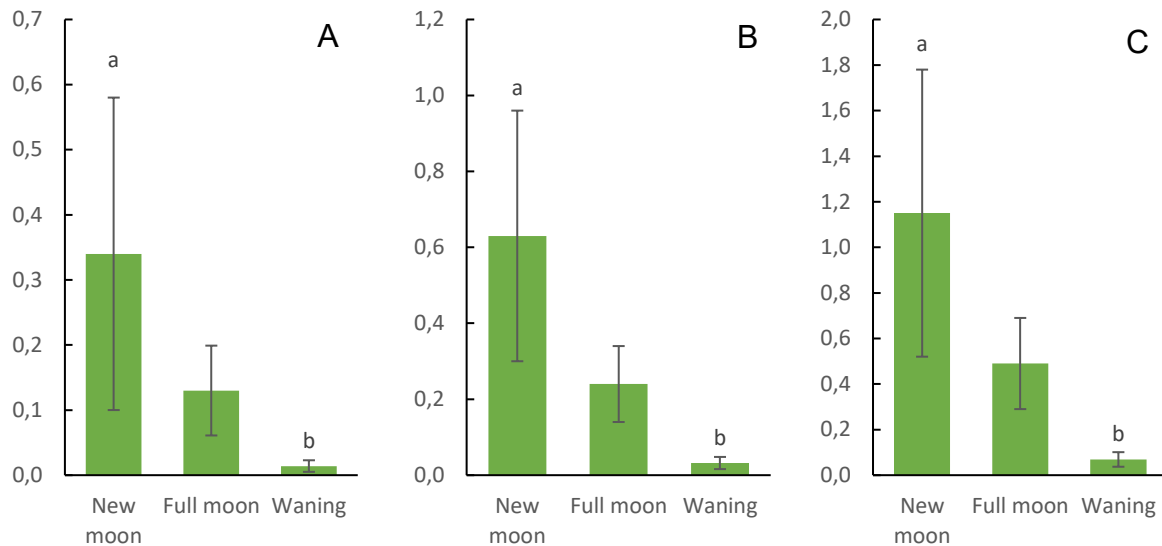 A
0,7
0,6
0,5
0,4
0,3
0,2
0,1
0,0
a
b
New moon
Full moon
Waning
B
1,2
1,0
0,8
0,6
0,4
0,2
0,0
a
b
New moon
Full moon
Waning
C
2,0
1,8
1,6
1,4
1,2
1,0
0,8
0,6
0,4
0,2
0,0
a
b
New moon
Full moon
Waning